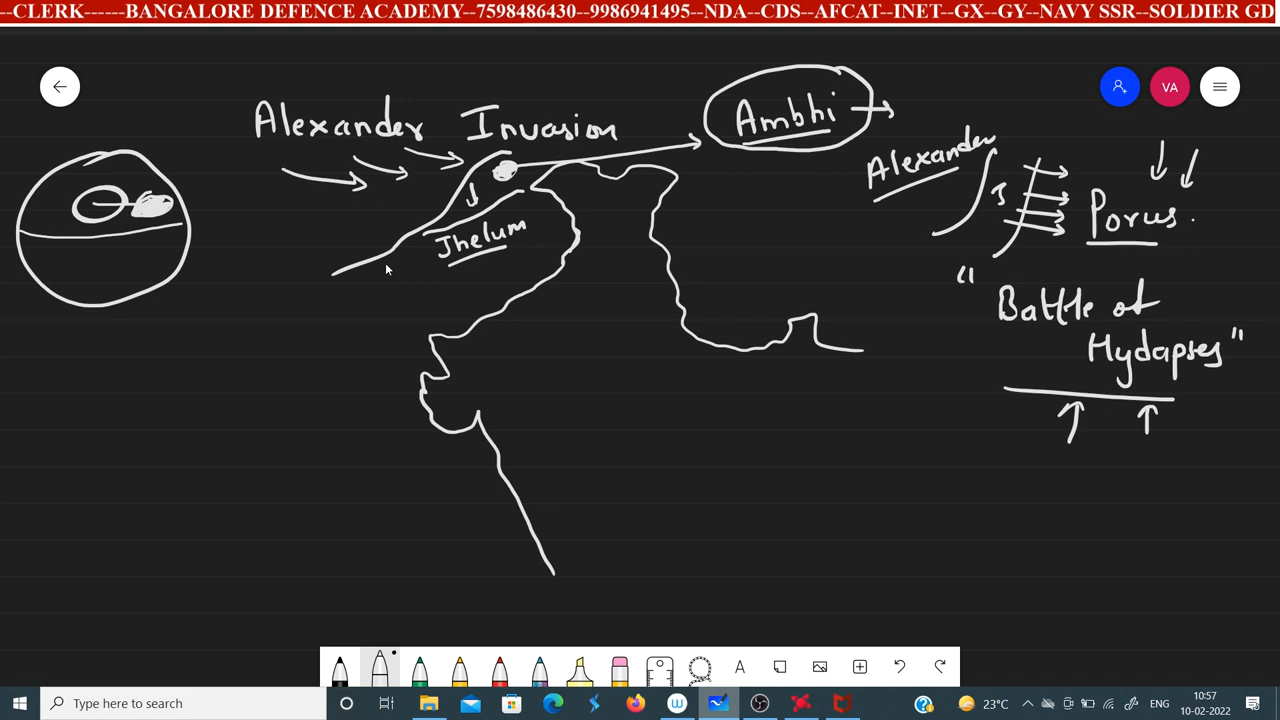 --CLERK------BANGALORE DEFENCE ACADEMY--7598486430--9986941495--NDA--CDS--AFCAT--INET--GX--GY--NAVY SSR--SOLDIER GD
VA
Alexander Invasion
Ambhi
Alexander
Porus
Jhelum
"Battle of
Hydapses"
A
Type here to search
23°C
ENG
10:57
10-02-2022